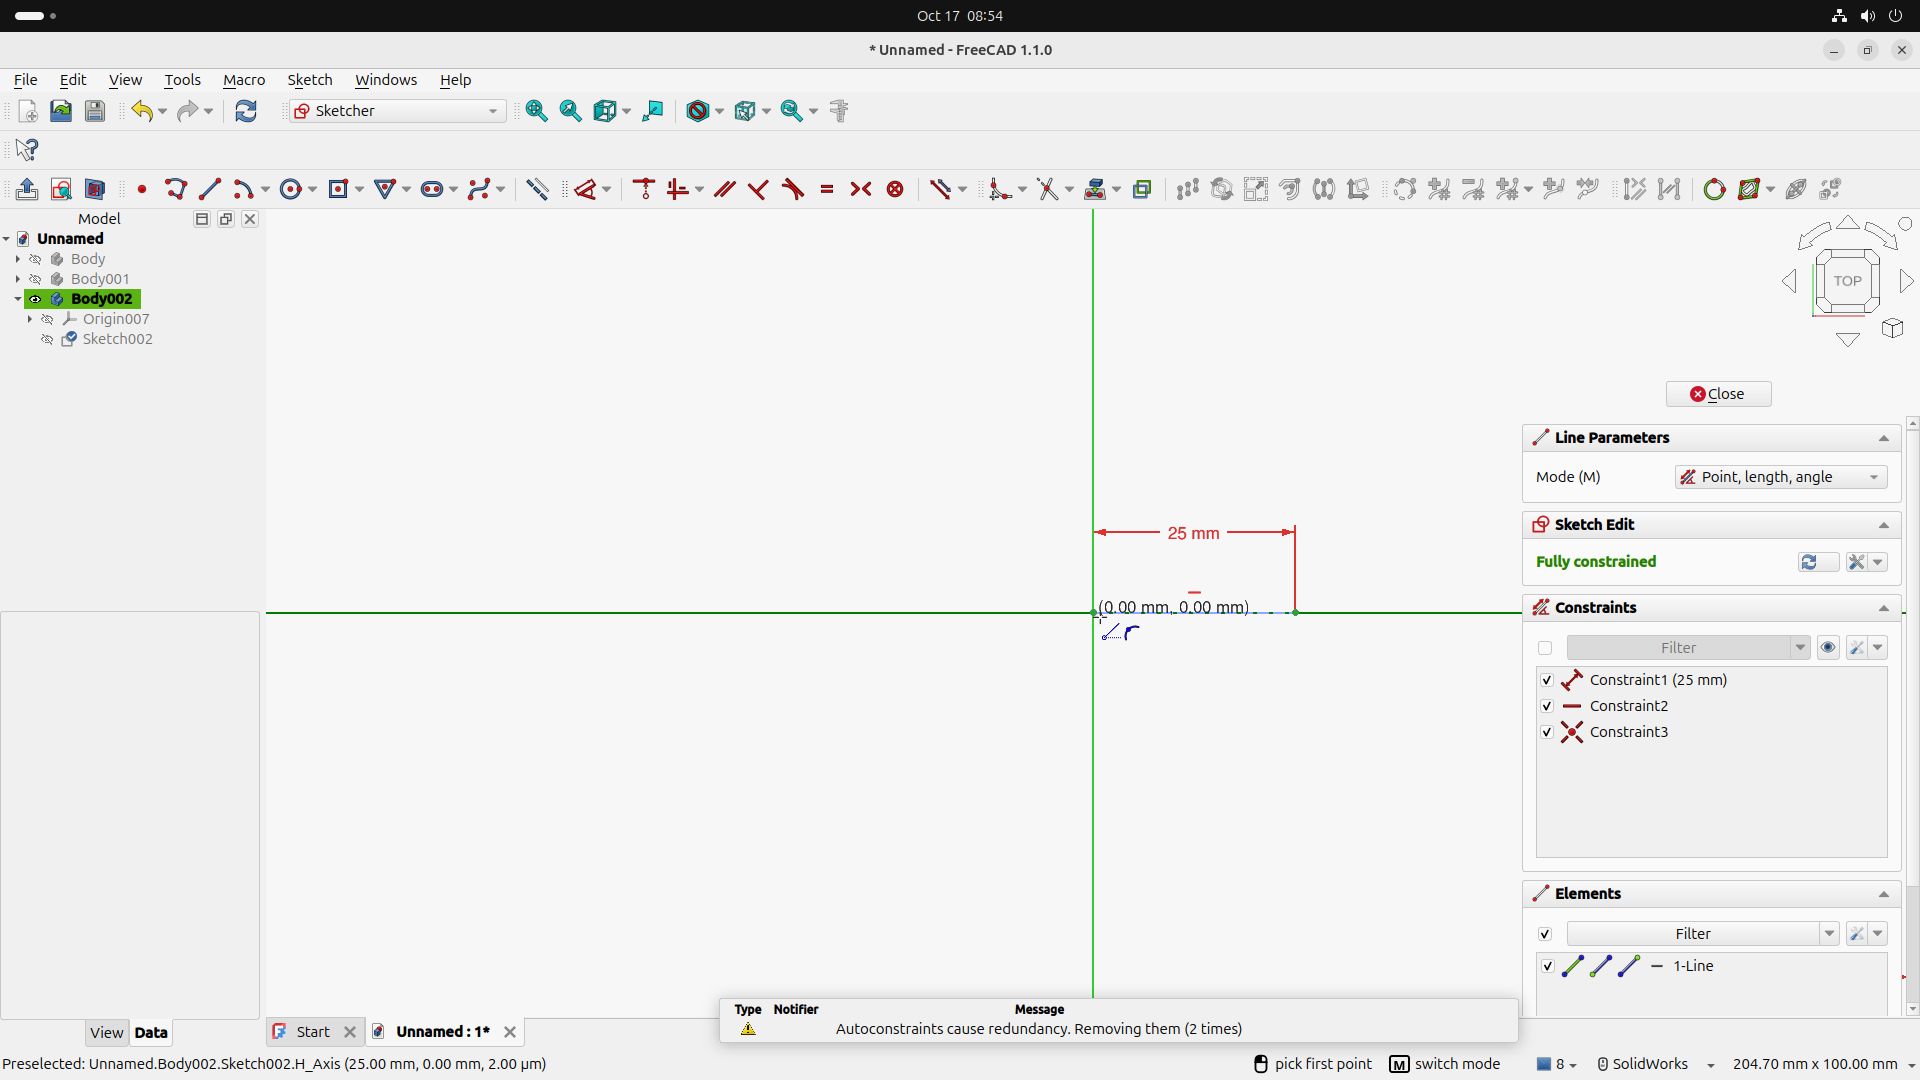 Oct 17 08:54
* Unnamed - FreeCAD 1.1.0
File Edit View Tools Macro Sketch Windows Help
Sketcher
Model
Unnamed
Body
Body001
Body002
Origin007
Sketch002
TOP
Close
Line Parameters
Mode (M) Point, length, angle
Sketch Edit
Fully constrained
Constraints
Filter
Constraint1 (25 mm)
Constraint2
Constraint3
Elements
Filter
1-Line
25 mm
(0.00 mm, 0.00 mm)
Type Notifier Message
Autoconstraints cause redundancy. Removing them (2 times)
View Data
Start
Unnamed : 1*
Preselected: Unnamed.Body002.Sketch002.H_Axis (25.00 mm, 0.00 mm, 2.00 μm)
pick first point M switch mode
8
SolidWorks
204.70 mm x 100.00 mm